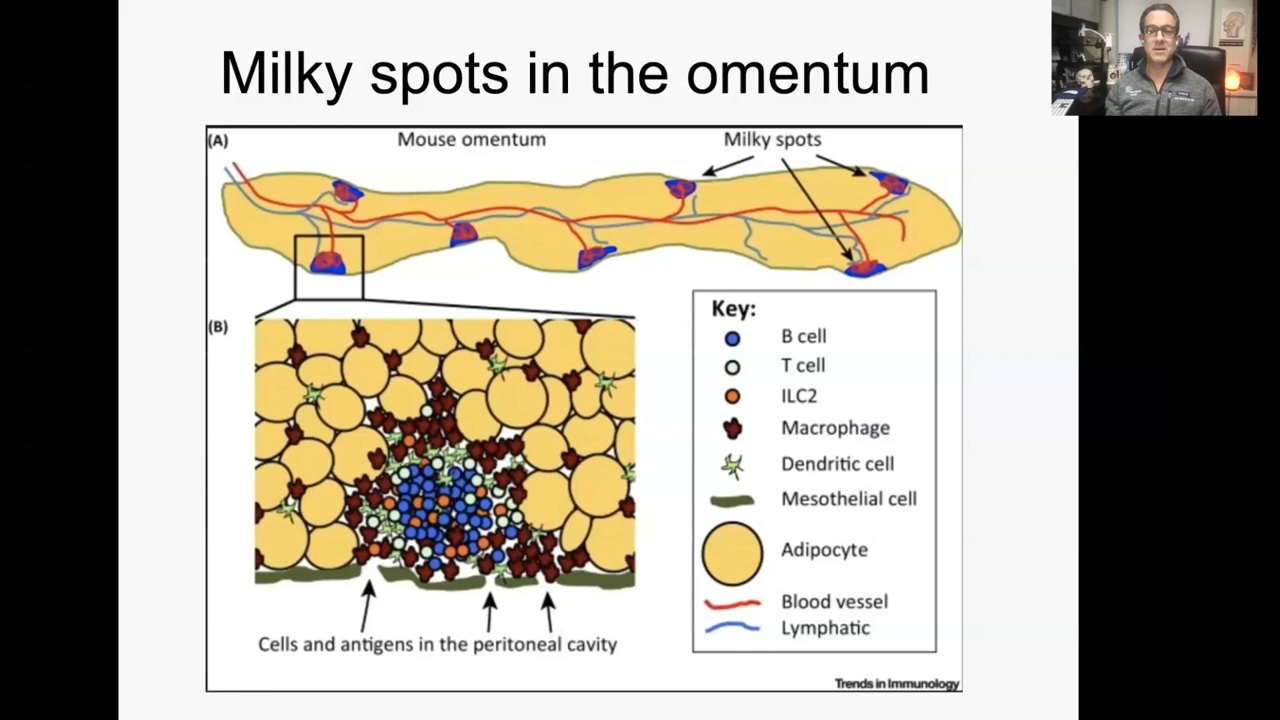 Milky spots in the omentum
(A)
Mouse omentum
Milky spots
(B)
Key:
B cell
T cell
ILC2
Macrophage
Dendritic cell
Mesothelial cell
Adipocyte
Blood vessel
Lymphatic
Cells and antigens in the peritoneal cavity
Trends in Immunology